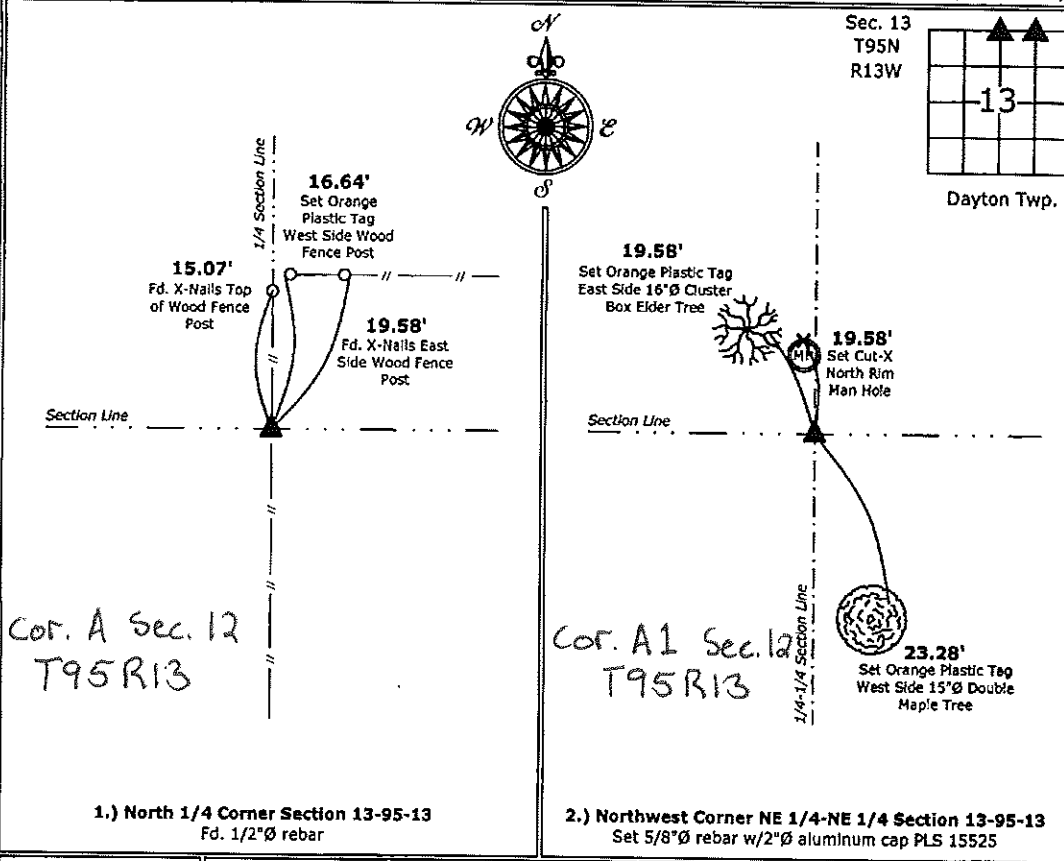 Sec. 13
T95N
R13W
13
Dayton Twp.
N
W
E
S
1/4 Section Line
16.64'
Set Orange
Plastic Tag
West Side Wood
Fence Post
15.07'
Fd. X-Nails Top
of Wood Fence
Post
19.58'
Fd. X-Nails East
Side Wood Fence
Post
Section Line
Cor. A Sec. 12
T95R13
1.) North 1/4 Corner Section 13-95-13
Fd. 1/2"Ø rebar
19.58'
Set Orange Plastic Tag
East Side 16"Ø Cluster
Box Elder Tree
MH
19.58'
Set Cut-X
North Rim
Man Hole
Section Line
1/4-1/4 Section Line
Cor. A1 Sec. 12
T95R13
23.28'
Set Orange Plastic Tag
West Side 15"Ø Double
Maple Tree
2.) Northwest Corner NE 1/4-NE 1/4 Section 13-95-13
Set 5/8"Ø rebar w/2"Ø aluminum cap PLS 15525